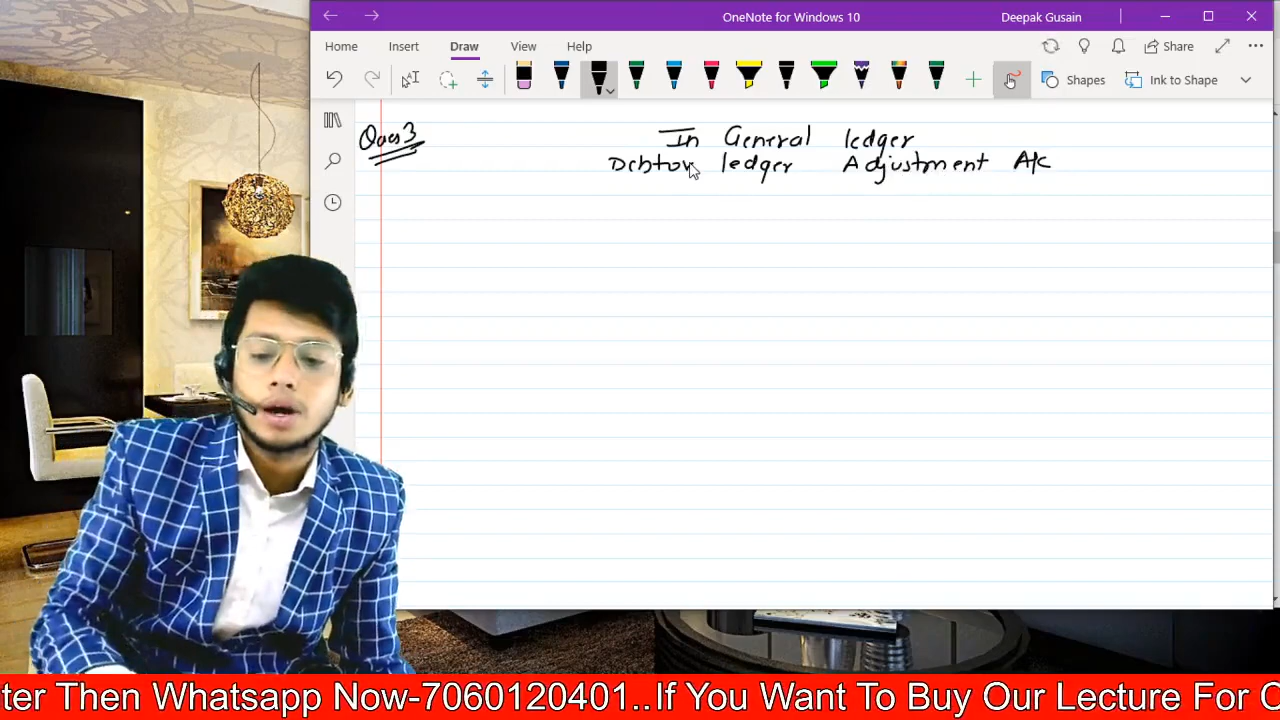 OneNote for Windows 10
Deepak Gusain
Home Insert Draw View Help
Share
Shapes
Ink to Shape
Ques 3
In General ledger
Debtor ledger Adjustment A/c
ter Then Whatsapp Now-7060120401..If You Want To Buy Our Lecture For C